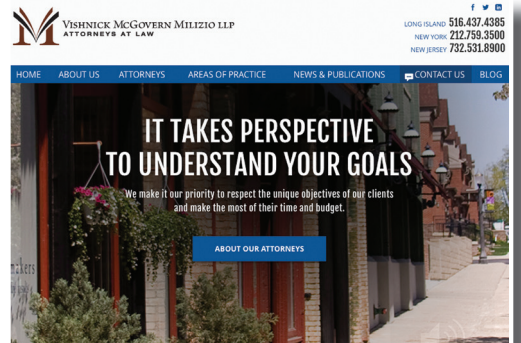 VISHNICK MCGOVERN MILIZIO LLP
ATTORNEYS AT LAW
LONG ISLAND 516.437.4385
NEW YORK 212.759.3500
NEW JERSEY 732.531.8900
HOME ABOUT US ATTORNEYS AREAS OF PRACTICE NEWS & PUBLICATIONS CONTACT US BLOG
IT TAKES PERSPECTIVE
TO UNDERSTAND YOUR GOALS
We make it our priority to respect the unique objectives of our clients
and make the most of their time and budget.
ABOUT OUR ATTORNEYS